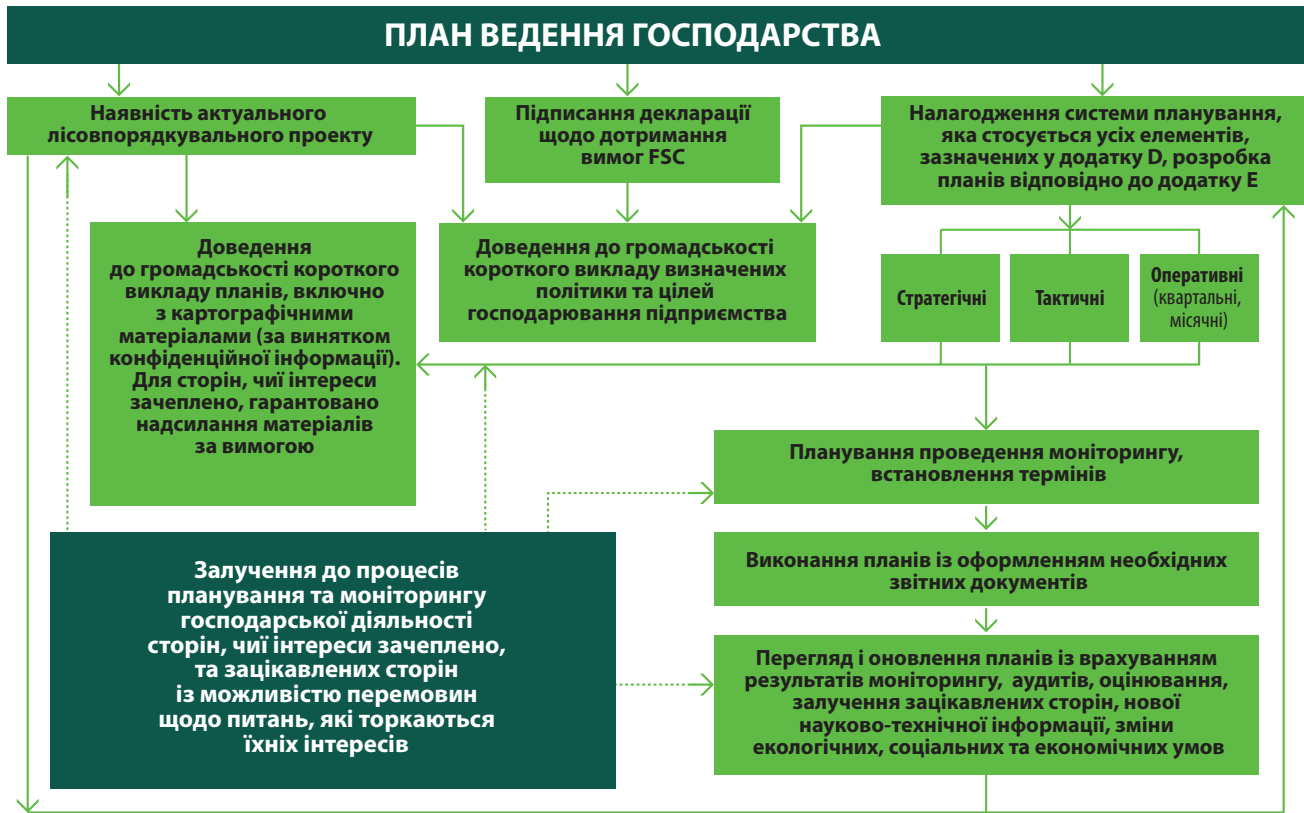 ПЛАН ВЕДЕННЯ ГОСПОДАРСТВА
Наявність актуального
лісовпорядкувального проекту
Підписання декларації
щодо дотримання
вимог FSC
Налагодження системи планування,
яка стосується усіх елементів,
зазначених у додатку D, розробка
планів відповідно до додатку E
Доведення
до громадськості короткого
викладу планів, включно
з картографічними
матеріалами (за винятком
конфіденційної інформації).
Для сторін, чиї інтереси
зачеплено, гарантовано
надсилання матеріалів
за вимогою
Доведення до громадськості
короткого викладу визначених
політики та цілей
господарювання підприємства
Стратегічні
Тактичні
Оперативні
(квартальні,
місячні)
Планування проведення моніторингу,
встановлення термінів
Виконання планів із оформленням необхідних
звітних документів
Залучення до процесів
планування та моніторингу
господарської діяльності
сторін, чиї інтереси зачеплено,
та зацікавлених сторін
із можливістю перемовин
щодо питань, які торкаються
їхніх інтересів
Перегляд і оновлення планів із врахуванням
результатів моніторингу, аудитів, оцінювання,
залучення зацікавлених сторін, нової
науково-технічної інформації, зміни
екологічних, соціальних та економічних умов